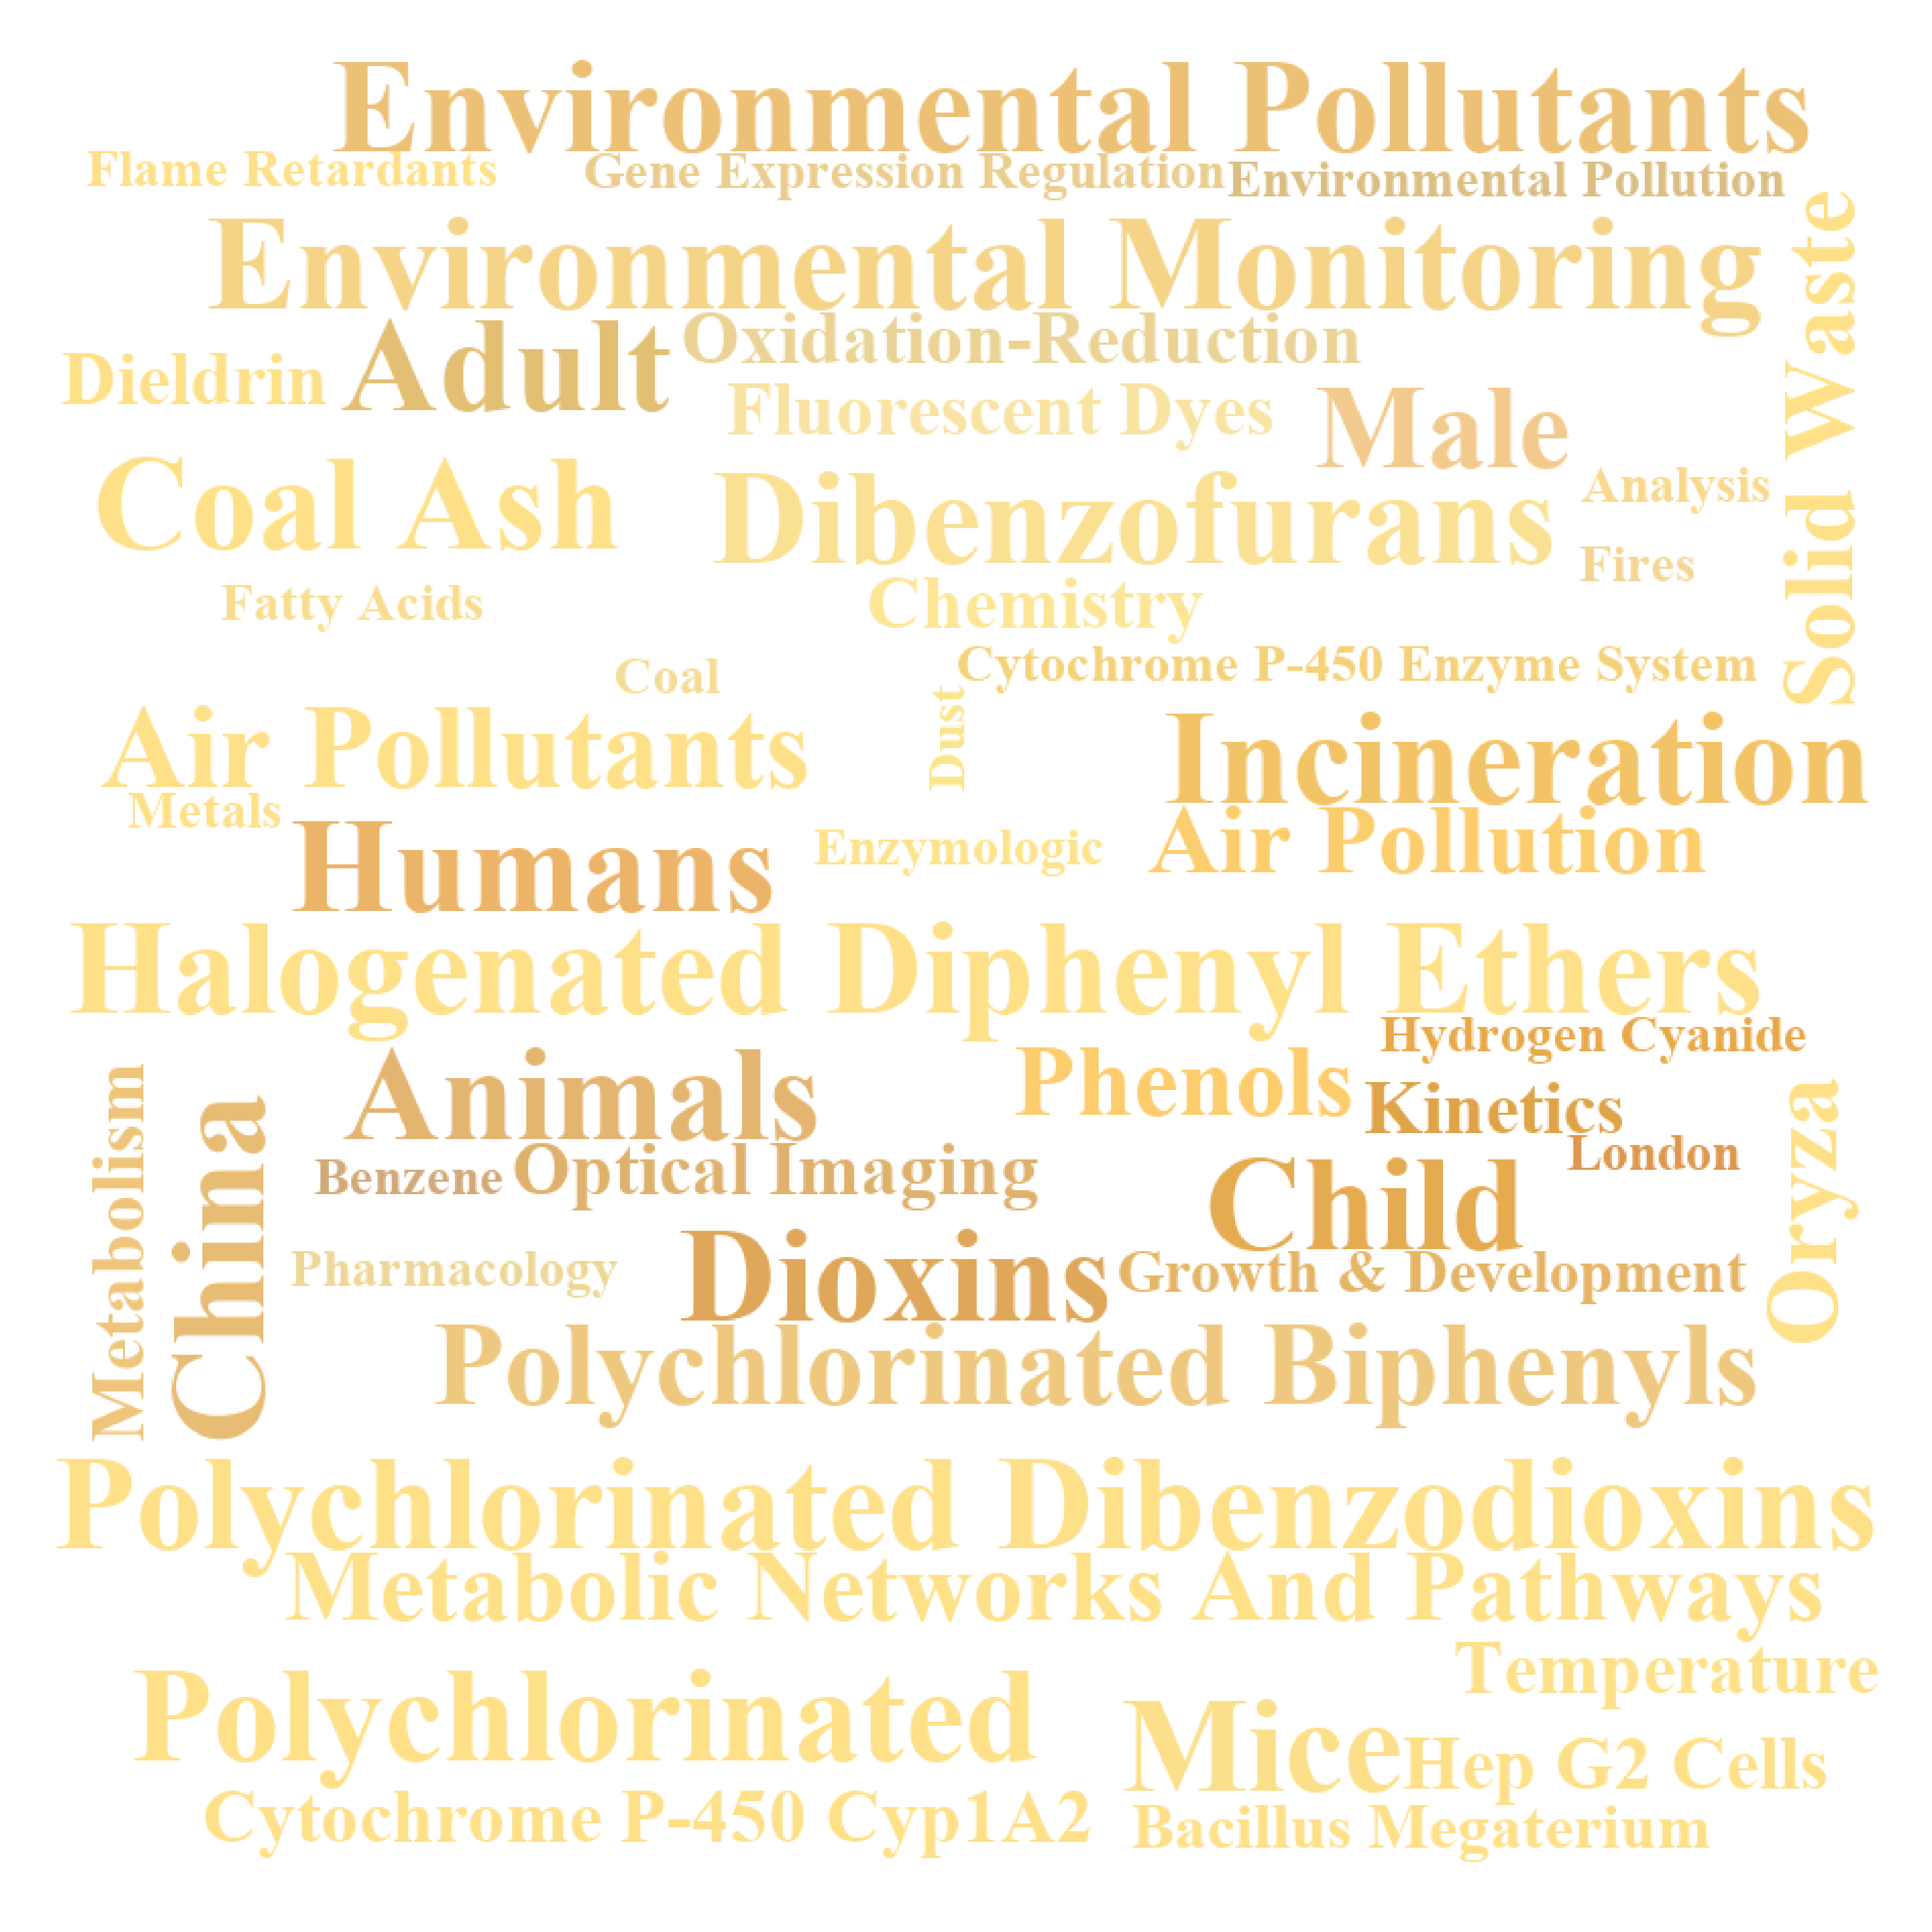 Environmental Pollutants
Flame Retardants
Gene Expression Regulation
Environmental Pollution
Environmental Monitoring
Solid Waste
Adult
Oxidation-Reduction
Dieldrin
Fluorescent Dyes
Male
Coal Ash
Dibenzofurans
Analysis
Fires
Fatty Acids
Chemistry
Cytochrome P-450 Enzyme System
Coal
Dust
Air Pollutants
Incineration
Metals
Humans
Enzymologic
Air Pollution
Halogenated Diphenyl Ethers
Hydrogen Cyanide
Metabolism
China
Animals
Phenols
Kinetics
Oryza
London
Benzene
Optical Imaging
Child
Pharmacology
Dioxins
Growth & Development
Polychlorinated Biphenyls
Polychlorinated Dibenzodioxins
Metabolic Networks And Pathways
Temperature
Polychlorinated
Mice
Hep G2 Cells
Cytochrome P-450 Cyp1A2
Bacillus Megaterium